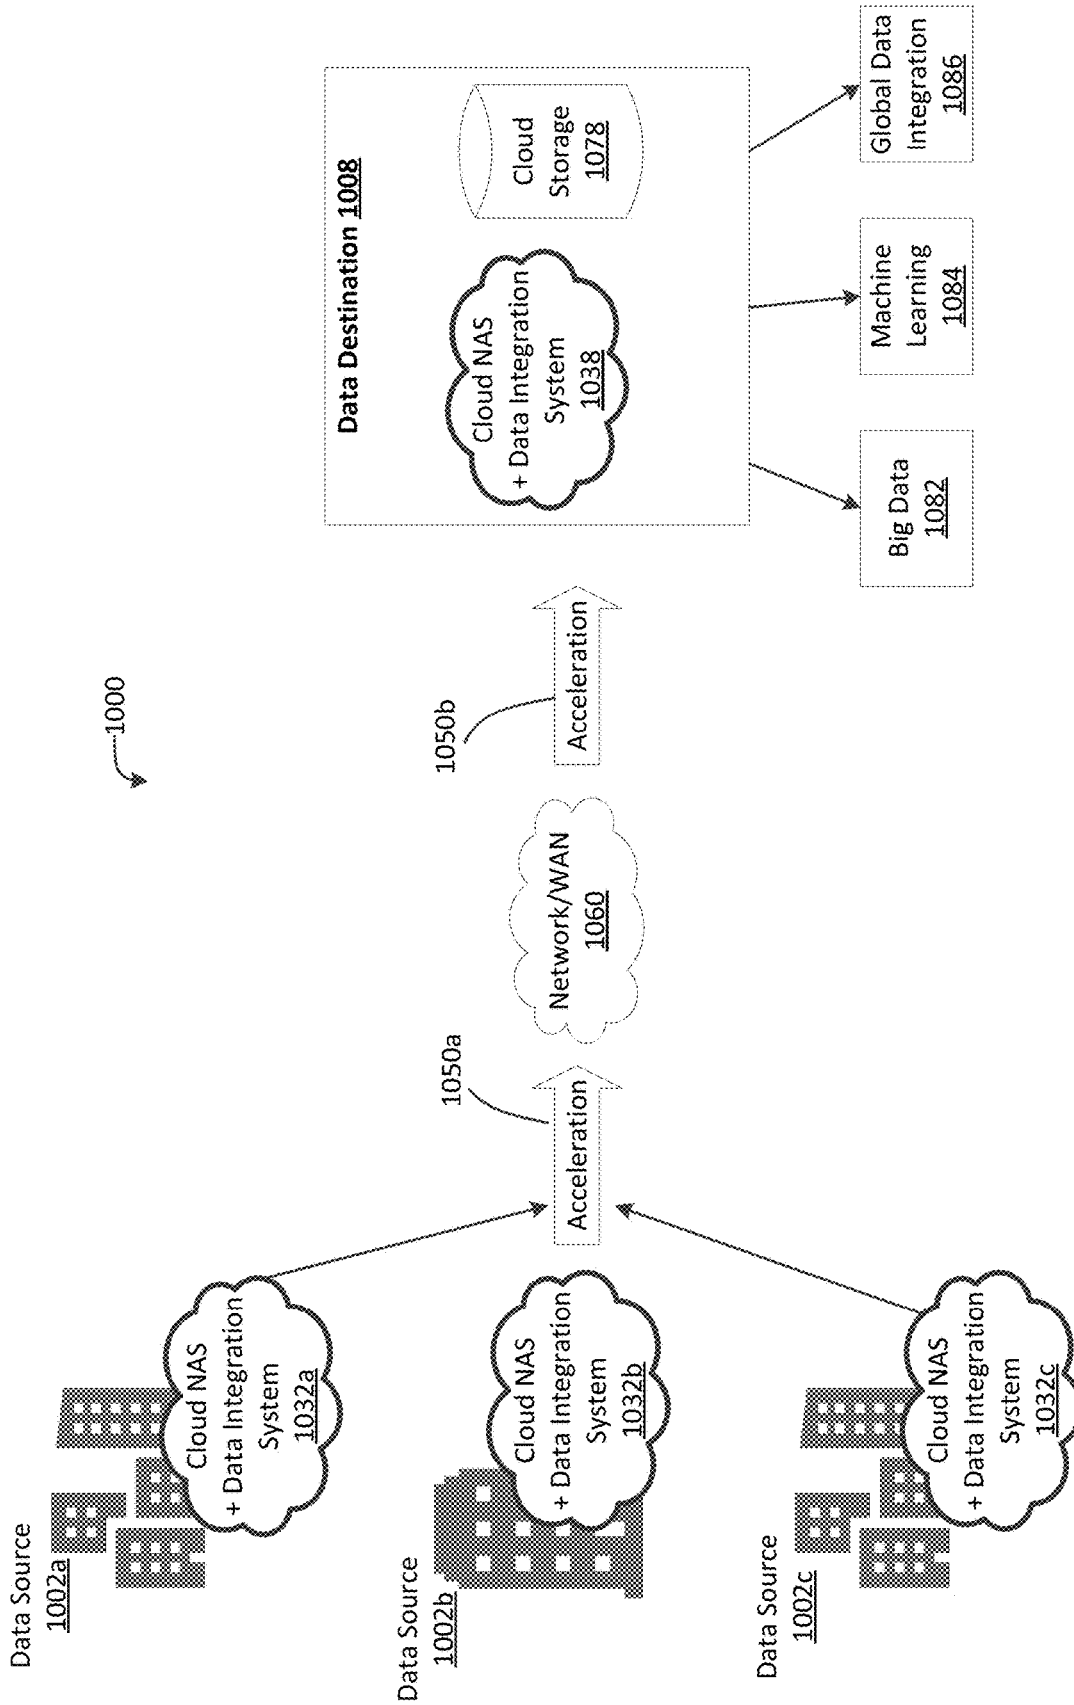 1000
Data Source
1002a
Cloud NAS
+ Data Integration
System
1032a
Data Source
1002b
Cloud NAS
+ Data Integration
System
1032b
Data Source
1002c
Cloud NAS
+ Data Integration
System
1032c
1050a
Acceleration
Network/WAN
1060
1050b
Acceleration
Data Destination 1008
Cloud NAS
+ Data Integration
System
1038
Cloud
Storage
1078
Big Data
1082
Machine
Learning
1084
Global Data
Integration
1086